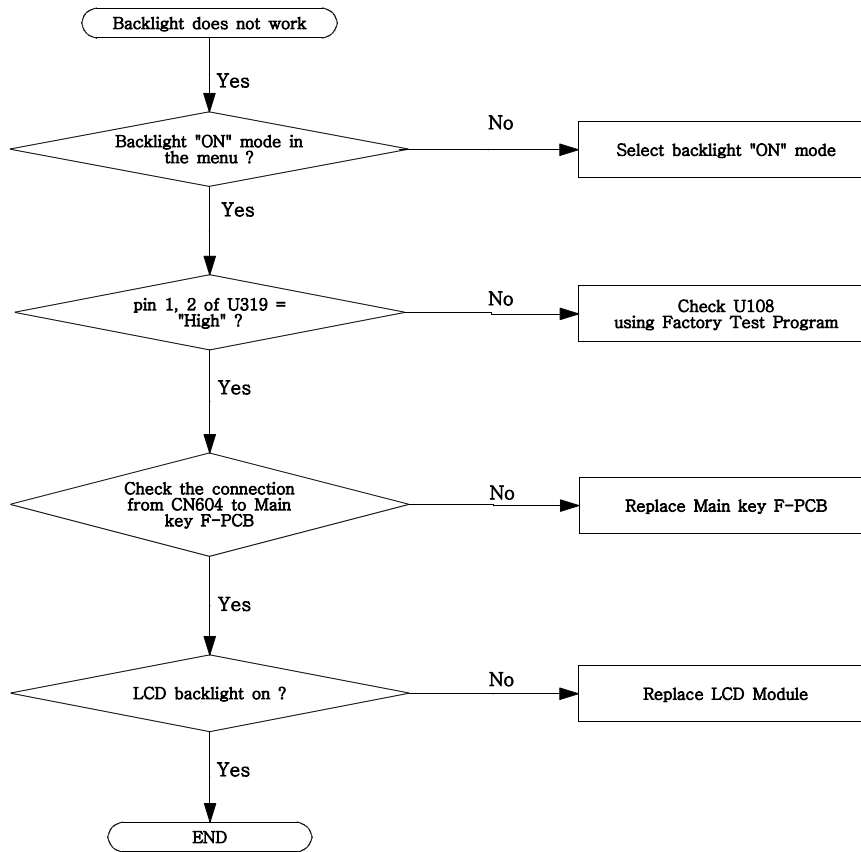 Backlight does not work
Yes
Backlight "ON" mode in
the menu ?
No
Select backlight "ON" mode
Yes
pin 1, 2 of U319 =
"High" ?
No
Check U108
using Factory Test Program
Yes
Check the connection
from CN604 to Main
key F-PCB
No
Replace Main key F-PCB
Yes
LCD backlight on ?
No
Replace LCD Module
Yes
END